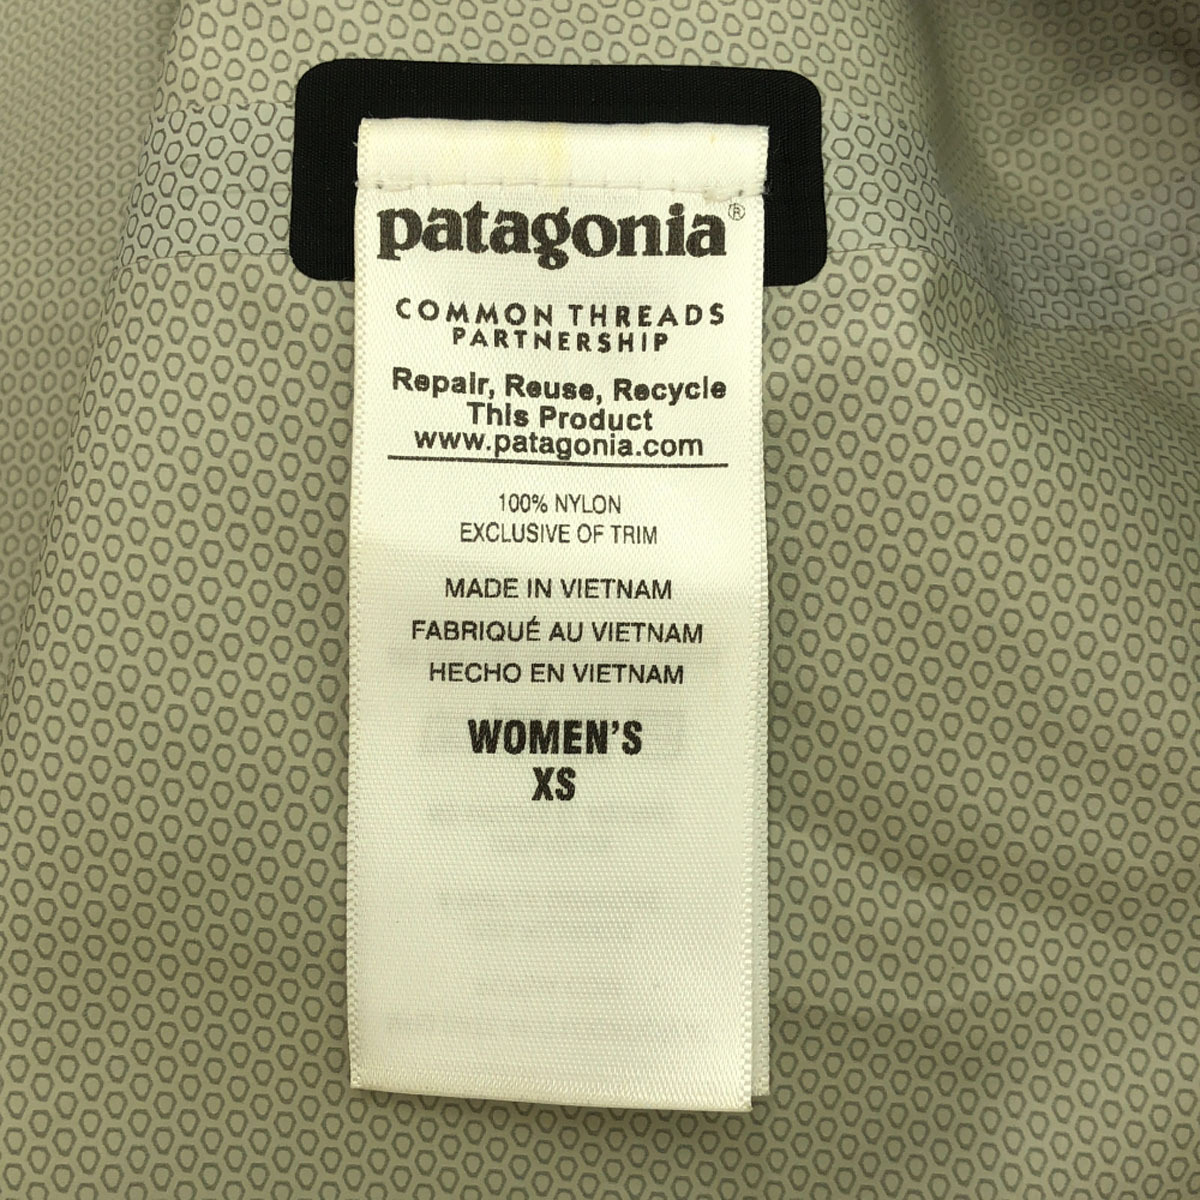 patagonia®
COMMON THREADS
PARTNERSHIP
Repair, Reuse, Recycle
This Product
www.patagonia.com
100% NYLON
EXCLUSIVE OF TRIM
MADE IN VIETNAM
FABRIQUÉ AU VIETNAM
HECHO EN VIETNAM
WOMEN'S
XS